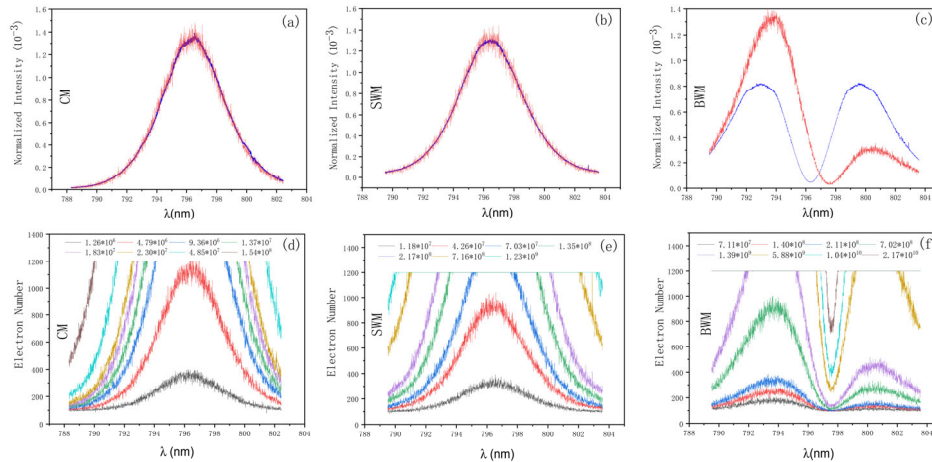 (a)
1.6
1.4
1.2
1.0
0.8
0.6
0.4
0.2
0.0
Normalized Intensity (10⁻³)
CM
788 790 792 794 796 798 800 802 804
λ(nm)
(b)
1.6
1.4
1.2
1.0
0.8
0.6
0.4
0.2
0.0
Normalized Intensity (10⁻³)
SWM
788 790 792 794 796 798 800 802 804
λ(nm)
(c)
1.4
1.2
1.0
0.8
0.6
0.4
0.2
0.0
Normalized Intensity (10⁻³)
BWM
788 790 792 794 796 798 800 802 804
λ(nm)
1.26*10⁶ 4.79*10⁶ 9.36*10⁶ 1.37*10⁷
1.83*10⁷ 2.30*10⁷ 4.85*10⁷ 1.54*10⁸
(d)
1400
1200
1000
800
600
400
200
0
Electron Number
CM
788 790 792 794 796 798 800 802 804
λ (nm)
1.18*10⁷ 4.26*10⁷ 7.03*10⁷ 1.35*10⁸
2.17*10⁸ 7.16*10⁸ 1.23*10⁹
(e)
1400
1200
1000
800
600
400
200
0
Electron Number
SWM
788 790 792 794 796 798 800 802 804
λ (nm)
7.11*10⁷ 1.40*10⁸ 2.11*10⁸ 7.02*10⁸
1.39*10⁹ 5.88*10⁹ 1.04*10¹⁰ 2.17*10¹⁰
(f)
1400
1200
1000
800
600
400
200
0
Electron Number
BWM
788 790 792 794 796 798 800 802 804
λ(nm)